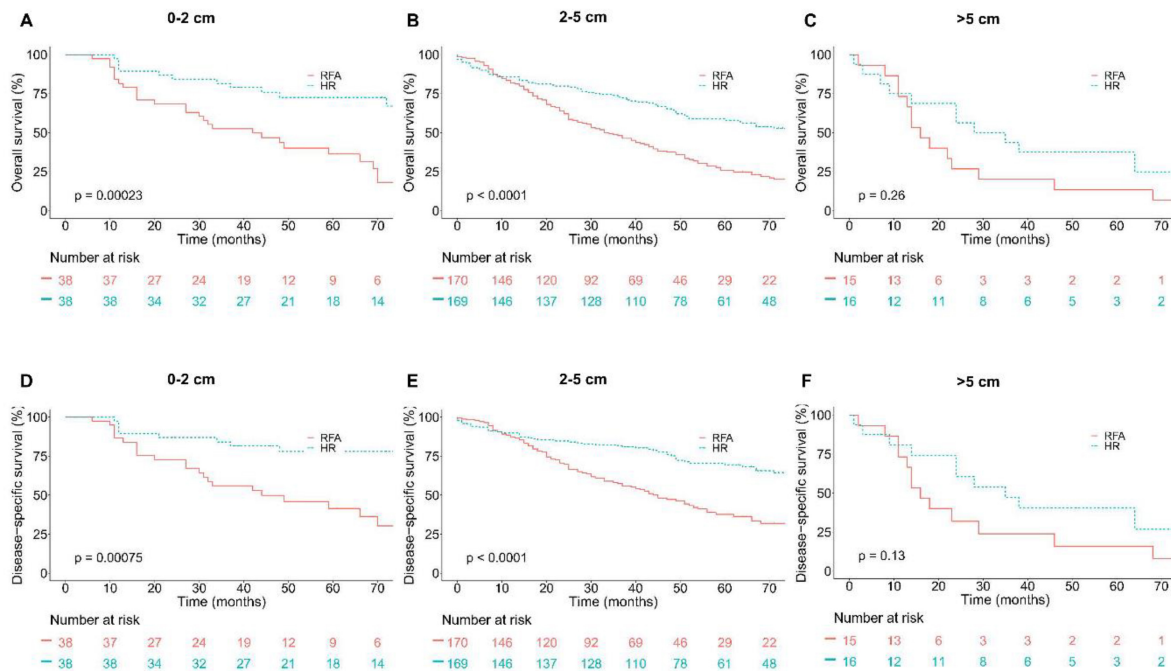 A 0-2 cm
Overall survival (%)
100
75
50
25
0
RFA
HR
p = 0.00023
0 10 20 30 40 50 60 70
Time (months)
Number at risk
38 37 27 24 19 12 9 6
38 38 34 32 27 21 18 14
B 2-5 cm
Overall survival (%)
100
75
50
25
0
RFA
HR
p < 0.0001
0 10 20 30 40 50 60 70
Time (months)
Number at risk
170 146 120 92 69 46 29 22
169 146 137 128 110 78 61 48
C >5 cm
Overall survival (%)
100
75
50
25
0
RFA
HR
p = 0.26
0 10 20 30 40 50 60 70
Time (months)
Number at risk
15 13 6 3 3 2 2 1
16 12 11 8 6 5 3 2
D 0-2 cm
Disease-specific survival (%)
100
75
50
25
0
RFA
HR
p = 0.00075
0 10 20 30 40 50 60 70
Time (months)
Number at risk
38 37 27 24 19 12 9 6
38 38 34 32 27 21 18 14
E 2-5 cm
Disease-specific survival (%)
100
75
50
25
0
RFA
HR
p < 0.0001
0 10 20 30 40 50 60 70
Time (months)
Number at risk
170 146 120 92 69 46 29 22
169 146 137 128 110 78 61 48
F >5 cm
Disease-specific survival (%)
100
75
50
25
0
RFA
HR
p = 0.13
0 10 20 30 40 50 60 70
Time (months)
Number at risk
15 13 6 3 3 2 2 1
16 12 11 8 6 5 3 2